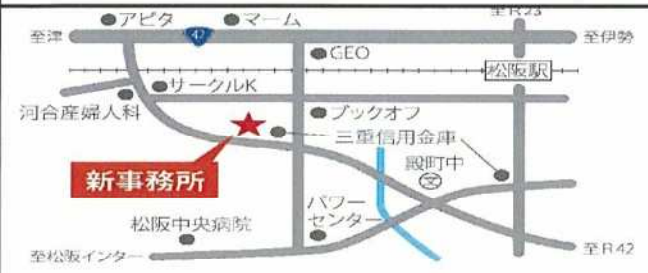 至R23
アピタ
マーム
至津
42
至伊勢
GEO
松阪駅
サークルK
河合産婦人科
ブックオフ
三重信用金庫
殿町中
文
新事務所
パワー
センター
松阪中央病院
至松阪インター
至R42